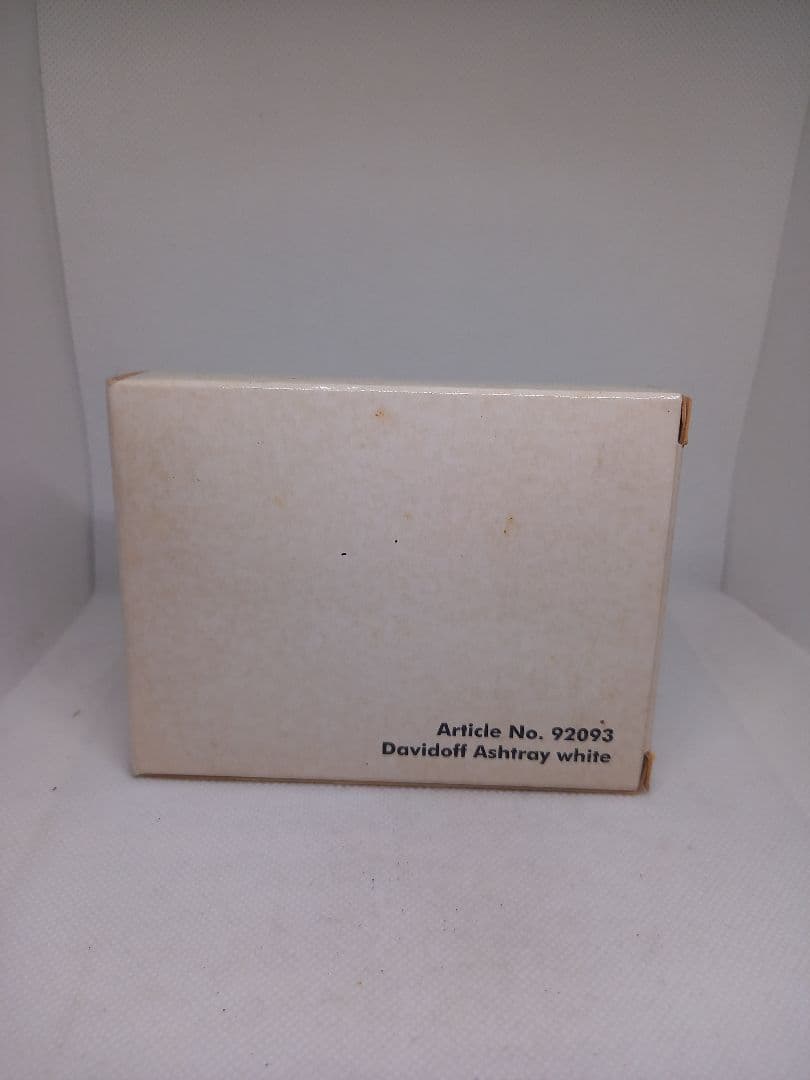 Article No. 92093
Davidoff Ashtray white